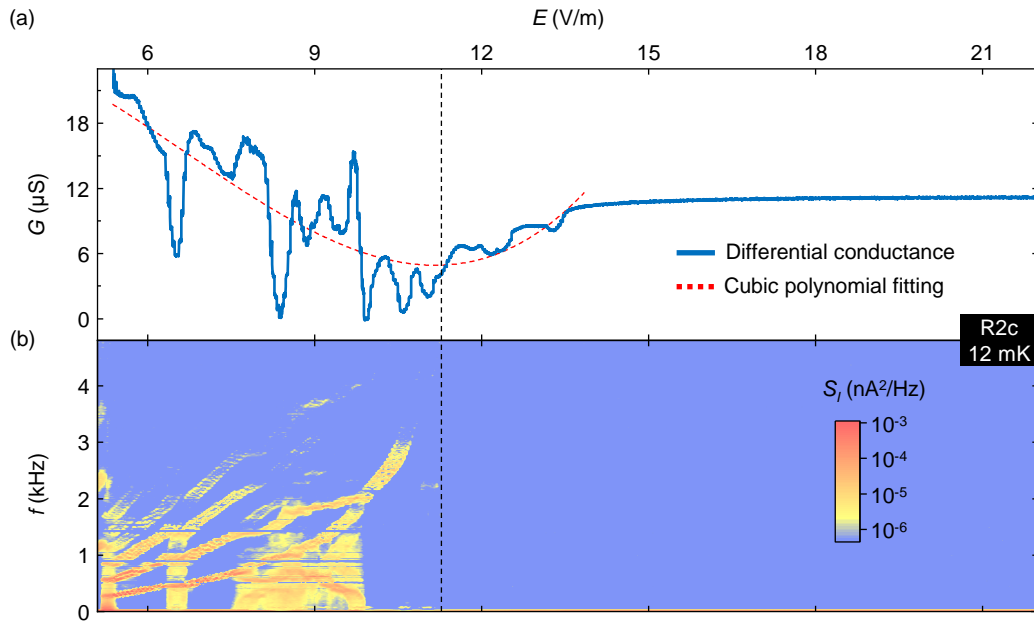 (a)
E (V/m)
6 9 12 15 18 21
G (μS)
18
12
6
0
Differential conductance
Cubic polynomial fitting
R2c
12 mK
(b)
f (kHz)
4
3
2
1
0
S_I (nA²/Hz)
10⁻³
10⁻⁴
10⁻⁵
10⁻⁶